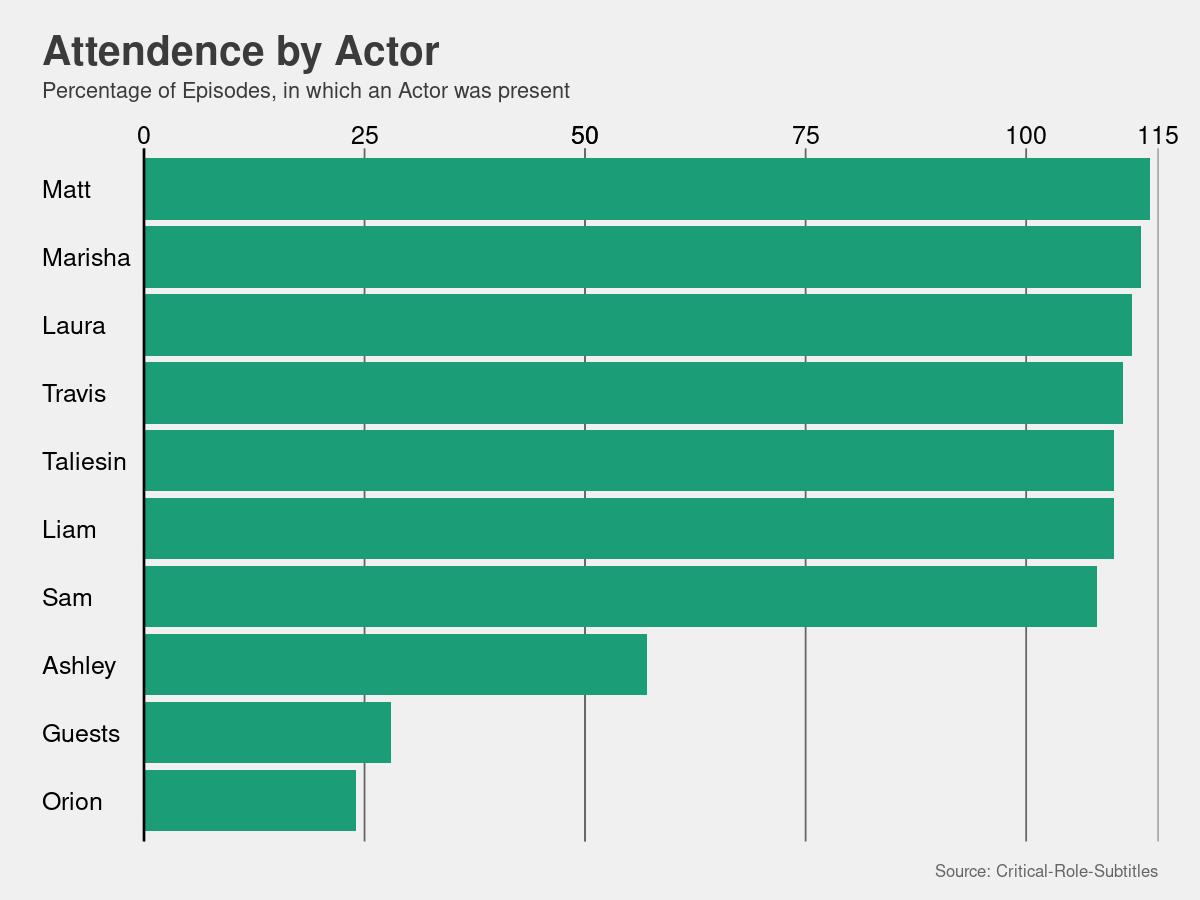 Attendence by Actor
Percentage of Episodes, in which an Actor was present
0 25 50 75 100 115
Matt
Marisha
Laura
Travis
Taliesin
Liam
Sam
Ashley
Guests
Orion
Source: Critical-Role-Subtitles